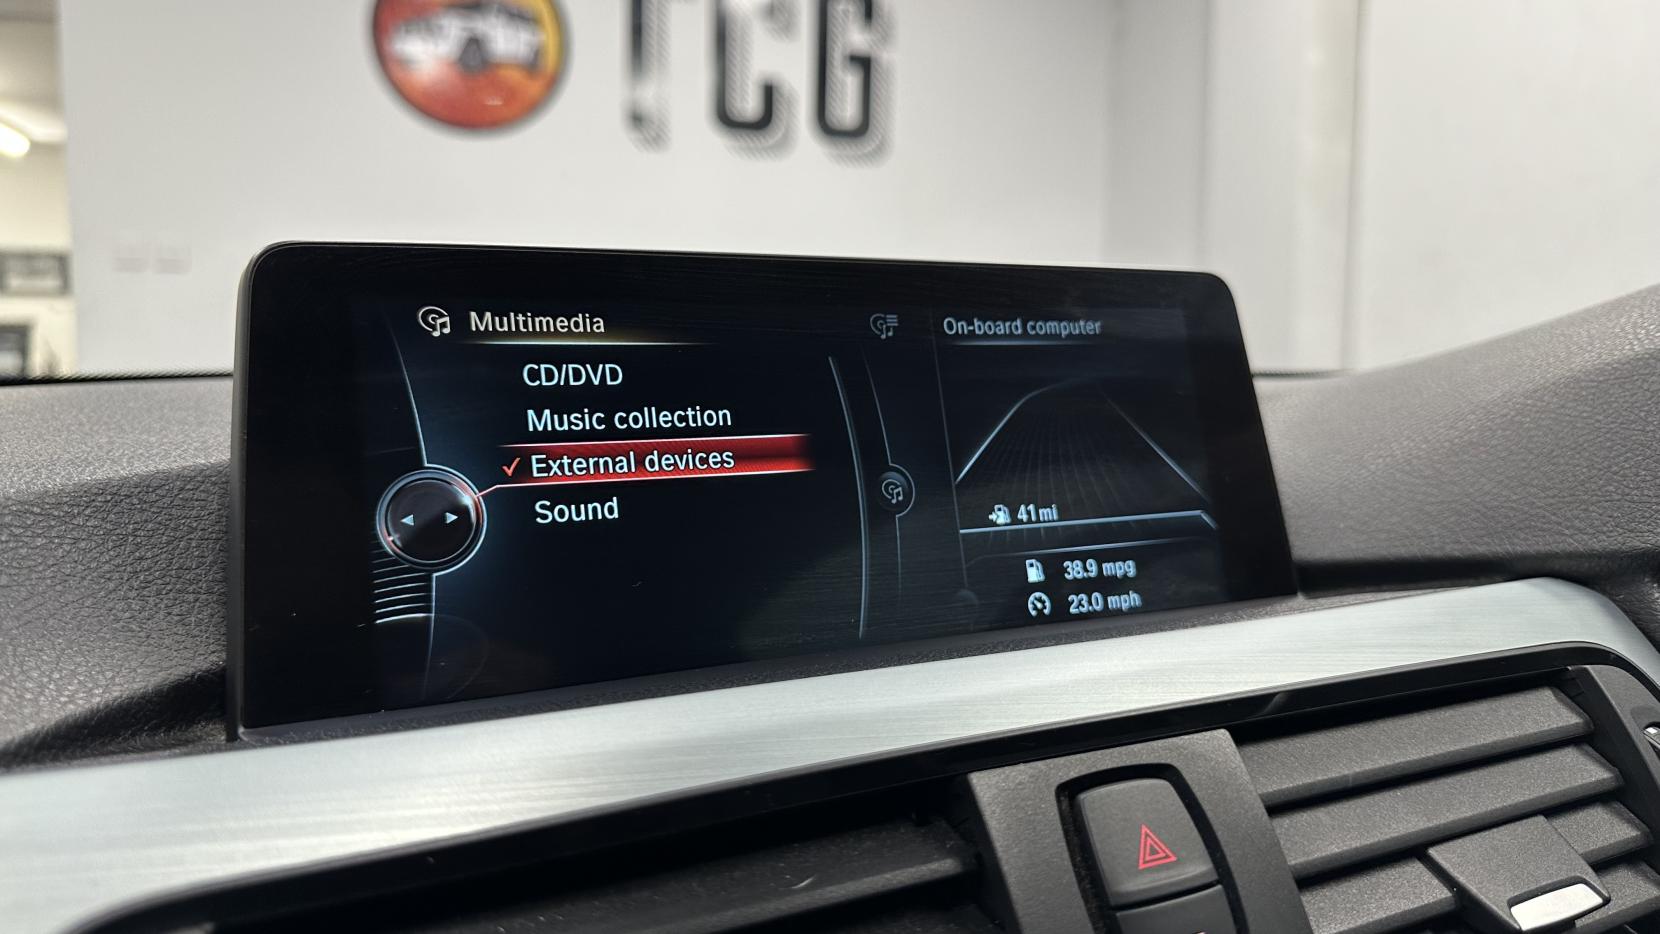 TCG
Multimedia
CD/DVD
Music collection
✓ External devices
Sound
On-board computer
41 mi
38.9 mpg
23.0 mph